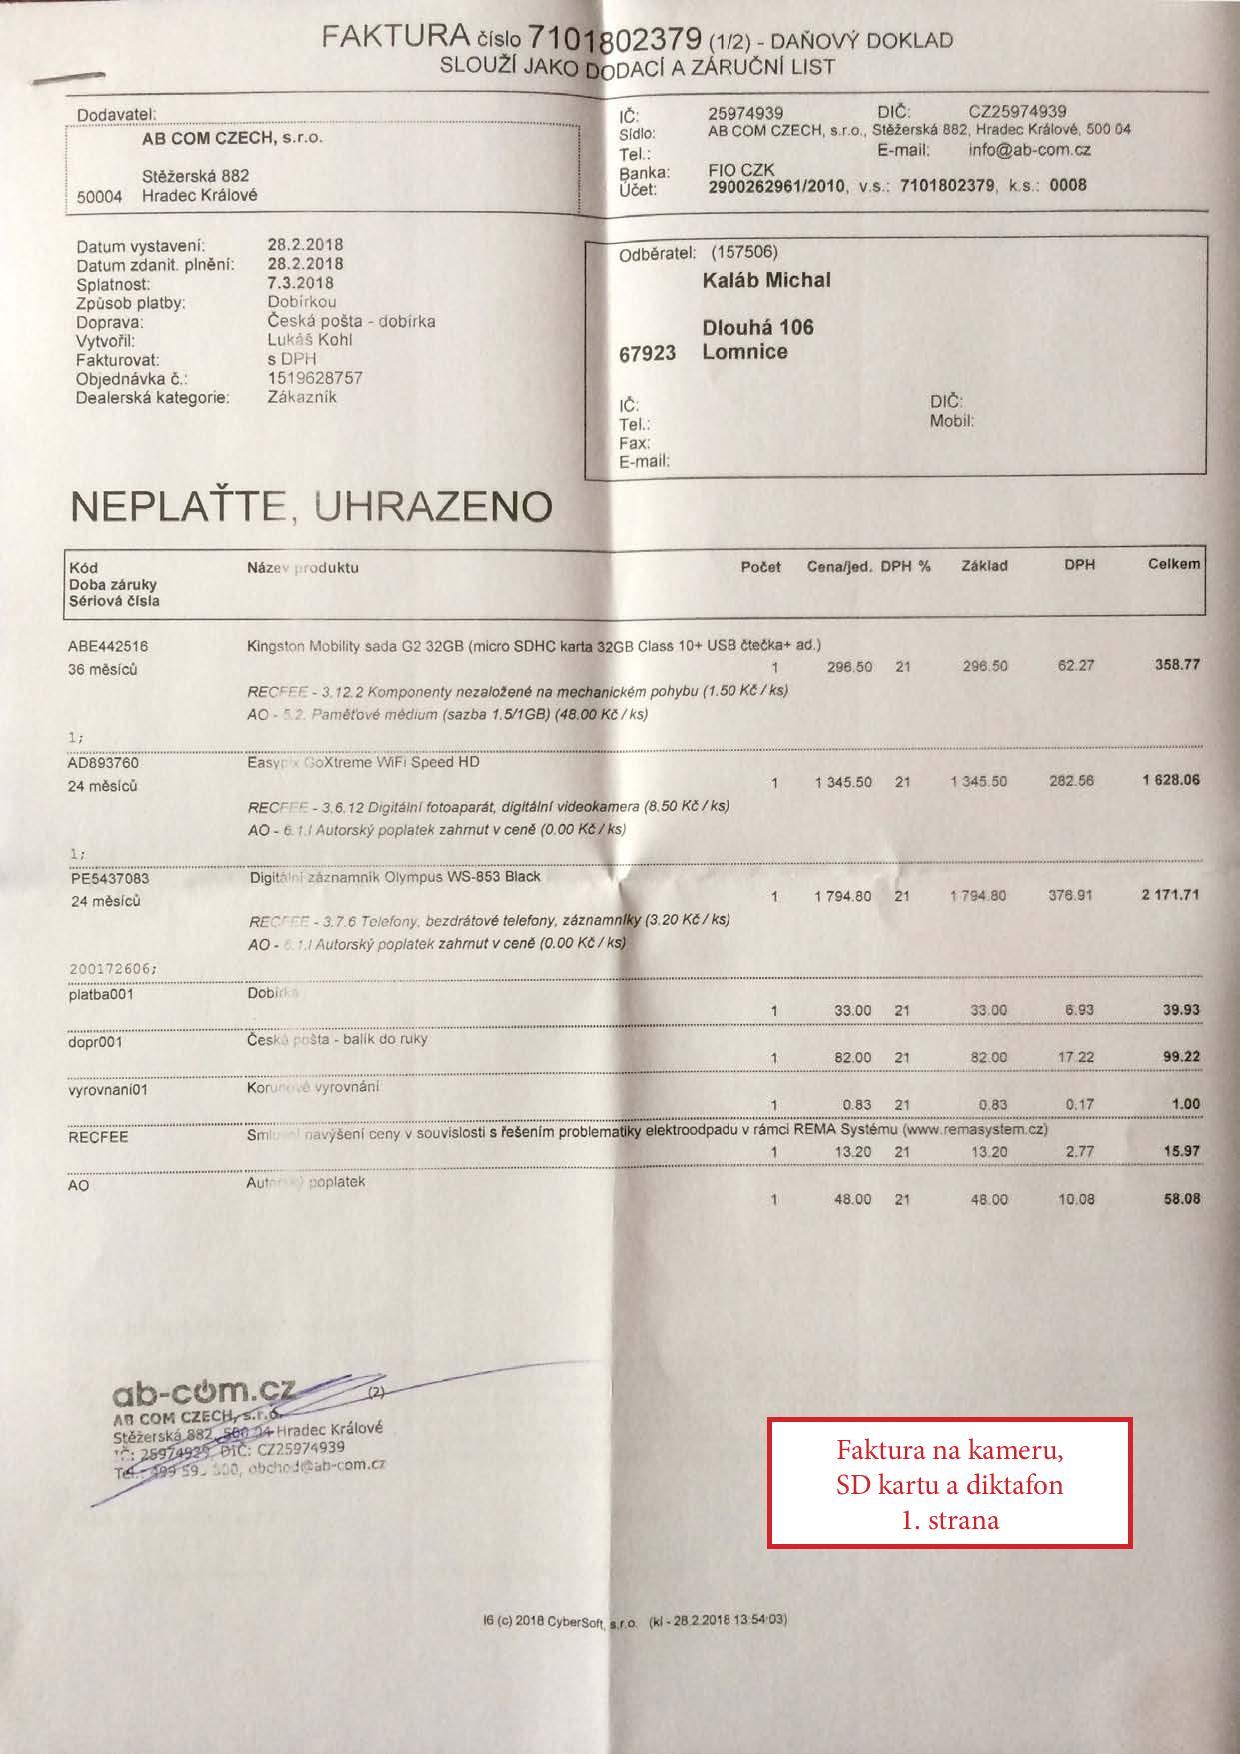 FAKTURA číslo 7101802379 (1/2) - DAŇOVÝ DOKLAD
SLOUŽÍ JAKO DODACÍ A ZÁRUČNÍ LIST
Dodavatel:
AB COM CZECH, s.r.o.
Stěžerská 882
50004 Hradec Králové
IČ: 25974939 DIČ: CZ25974939
Sídlo: AB COM CZECH, s.r.o., Stěžerská 882, Hradec Králové, 500 04
Tel.: E-mail: info@ab-com.cz
Banka: FIO CZK
Účet: 2900262961/2010, v.s.: 7101802379, k.s.: 0008
Datum vystavení: 28.2.2018
Datum zdanit. plnění: 28.2.2018
Splatnost: 7.3.2018
Způsob platby: Dobírkou
Doprava: Česká pošta - dobírka
Vytvořil: Lukáš Kohl
Fakturovat: s DPH
Objednávka č.: 1519628757
Dealerská kategorie: Zákazník
Odběratel: (157506)
Kaláb Michal
Dlouhá 106
67923 Lomnice
IČ: DIČ:
Tel.: Mobil:
Fax:
E-mail:
NEPLAŤTE, UHRAZENO
Kód Název produktu Počet Cena/jed. DPH % Základ DPH Celkem
Doba záruky
Sériová čísla
ABE442516 Kingston Mobility sada G2 32GB (micro SDHC karta 32GB Class 10+ USB čtečka+ ad.)
36 měsíců 1 296.50 21 296.50 62.27 358.77
RECFEE - 3.12.2 Komponenty nezaložené na mechanickém pohybu (1.50 Kč / ks)
AO - 5.2. Paměťové médium (sazba 1.5/1GB) (48.00 Kč / ks)
1;
AD893760 Easypix GoXtreme WiFi Speed HD
24 měsíců 1 1 345.50 21 1 345.50 282.56 1 628.06
RECFEE - 3.6.12 Digitální fotoaparát, digitální videokamera (8.50 Kč / ks)
AO - 6.1.l Autorský poplatek zahrnut v ceně (0.00 Kč / ks)
1;
PE5437083 Digitální záznamník Olympus WS-853 Black
24 měsíců 1 1 794.80 21 1 794.80 376.91 2 171.71
RECFEE - 3.7.6 Telefony, bezdrátové telefony, záznamníky (3.20 Kč / ks)
AO - 6.1.l Autorský poplatek zahrnut v ceně (0.00 Kč / ks)
200172606;
platba001 Dobírka
1 33.00 21 33.00 6.93 39.93
dopr001 Česká pošta - balík do ruky
1 82.00 21 82.00 17.22 99.22
vyrovnani01 Korunové vyrovnání
1 0.83 21 0.83 0.17 1.00
RECFEE Smluvní navýšení ceny v souvislosti s řešením problematiky elektroodpadu v rámci REMA Systému (www.remasystem.cz)
1 13.20 21 13.20 2.77 15.97
AO Autorský poplatek
1 48.00 21 48.00 10.08 58.08
ab-com.cz (2)
AB COM CZECH, s.r.o.
Stěžerská 882, 500 04 Hradec Králové
IČ: 25974939, DIČ: CZ25974939
Tel.: obchod@ab-com.cz
Faktura na kameru,
SD kartu a diktafon
1. strana
I6 (c) 2018 CyberSoft, s.r.o. (kl - 28.2.2018 13:54:03)